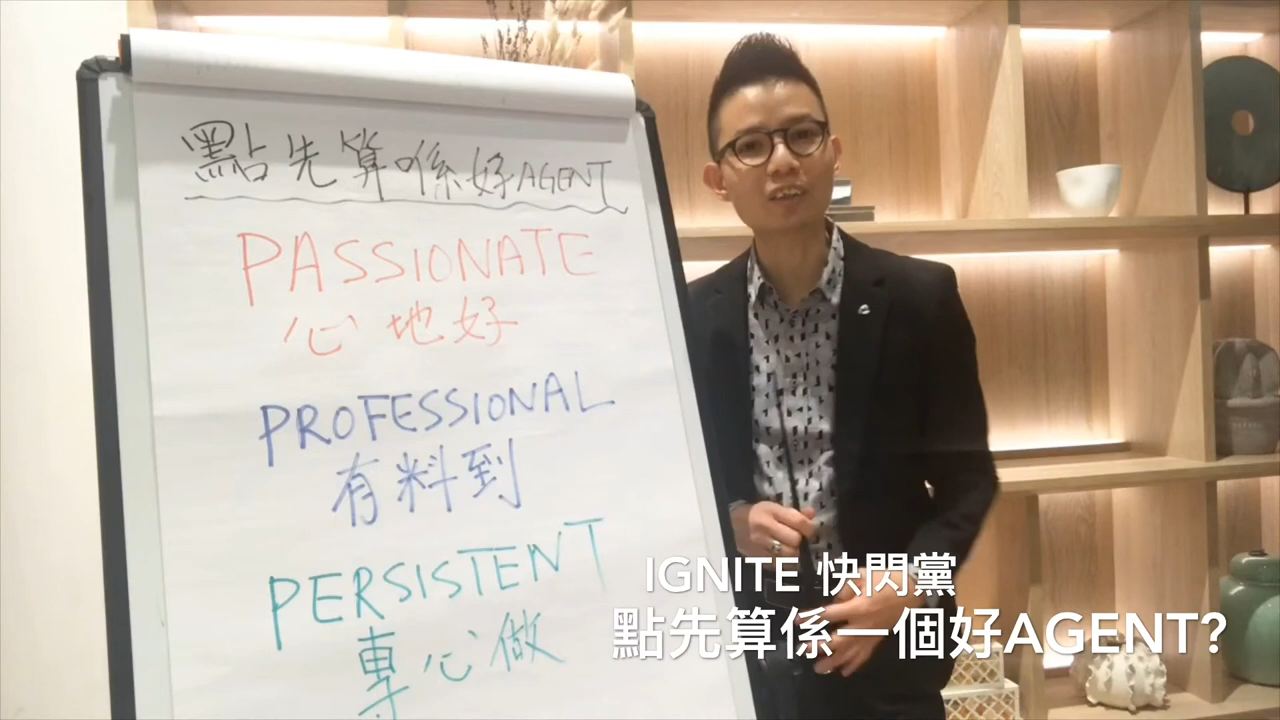 點先算喺好AGENT
PASSIONATE
心地好
PROFESSIONAL
有料到
PERSISTENT
專心做
IGNITE 快閃黨
點先算係一個好AGENT?